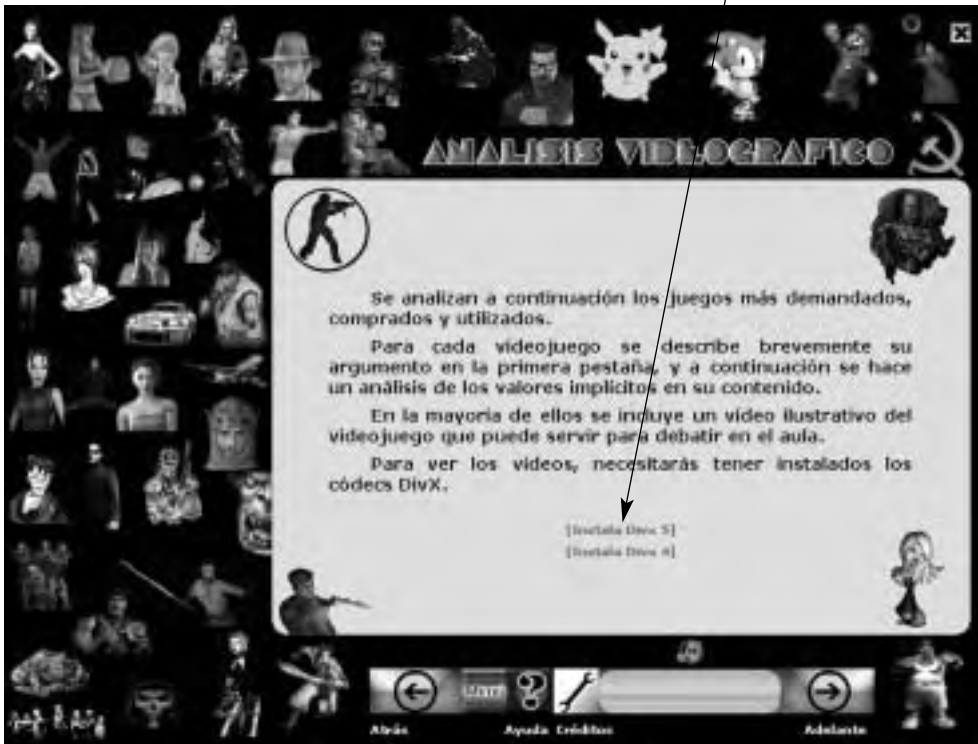 ANALISIS VIDEOGRAFICO
Se analizan a continuación los juegos más demandados,
comprados y utilizados.
Para cada videojuego se describe brevemente su
argumento en la primera pestaña, y a continuación se hace
un análisis de los valores implícitos en su contenido.
En la mayoría de ellos se incluye un vídeo ilustrativo del
videojuego que puede servir para debatir en el aula.
Para ver los vídeos, necesitarás tener instalados los
códecs DivX.
[Instala Divx 5]
[Instala Divx 4]
Atrás Ayuda Créditos Adelante